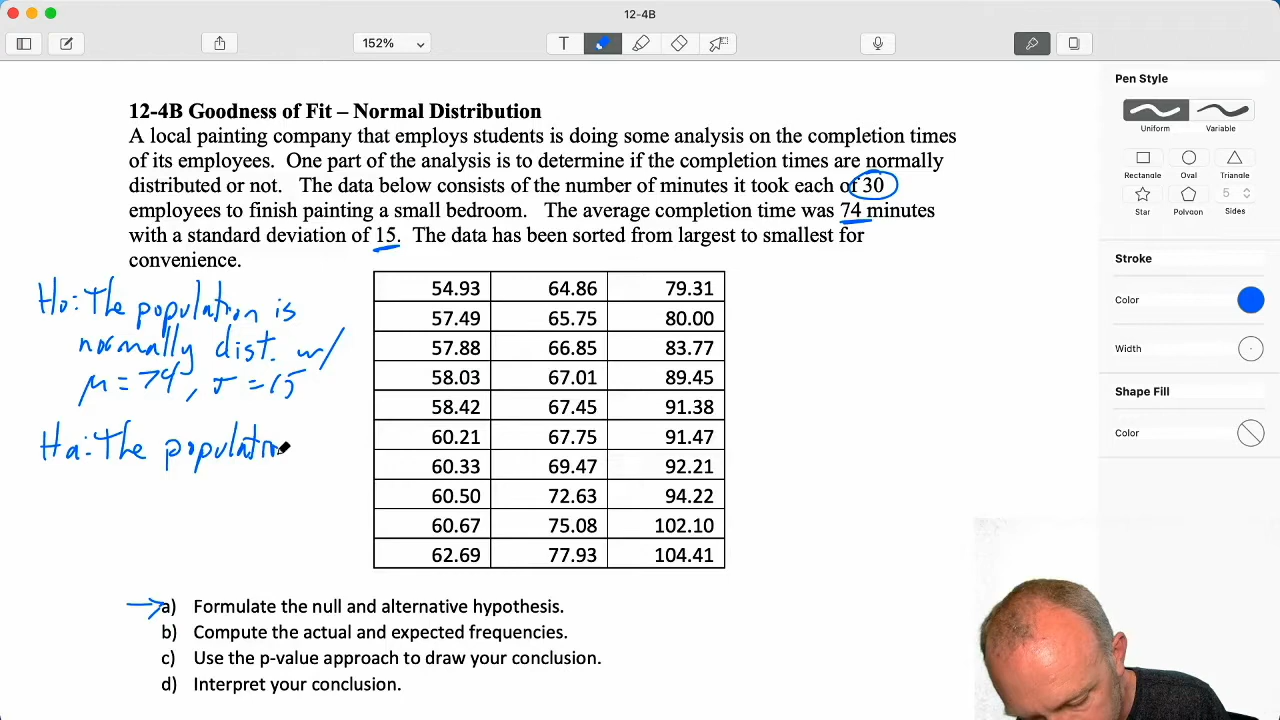 12-4B
152%
T
Pen Style
12-4B Goodness of Fit – Normal Distribution
A local painting company that employs students is doing some analysis on the completion times
of its employees. One part of the analysis is to determine if the completion times are normally
distributed or not. The data below consists of the number of minutes it took each of 30
employees to finish painting a small bedroom. The average completion time was 74 minutes
with a standard deviation of 15. The data has been sorted from largest to smallest for
convenience.
Uniform Variable
Rectangle Oval Triangle
5
Star Polygon Sides
Stroke
Color
Width
Shape Fill
Color
Ho: The population is
normally dist. w/
μ = 74, σ = 15
Ha: The population
54.93 64.86 79.31
57.49 65.75 80.00
57.88 66.85 83.77
58.03 67.01 89.45
58.42 67.45 91.38
60.21 67.75 91.47
60.33 69.47 92.21
60.50 72.63 94.22
60.67 75.08 102.10
62.69 77.93 104.41
a) Formulate the null and alternative hypothesis.
b) Compute the actual and expected frequencies.
c) Use the p-value approach to draw your conclusion.
d) Interpret your conclusion.